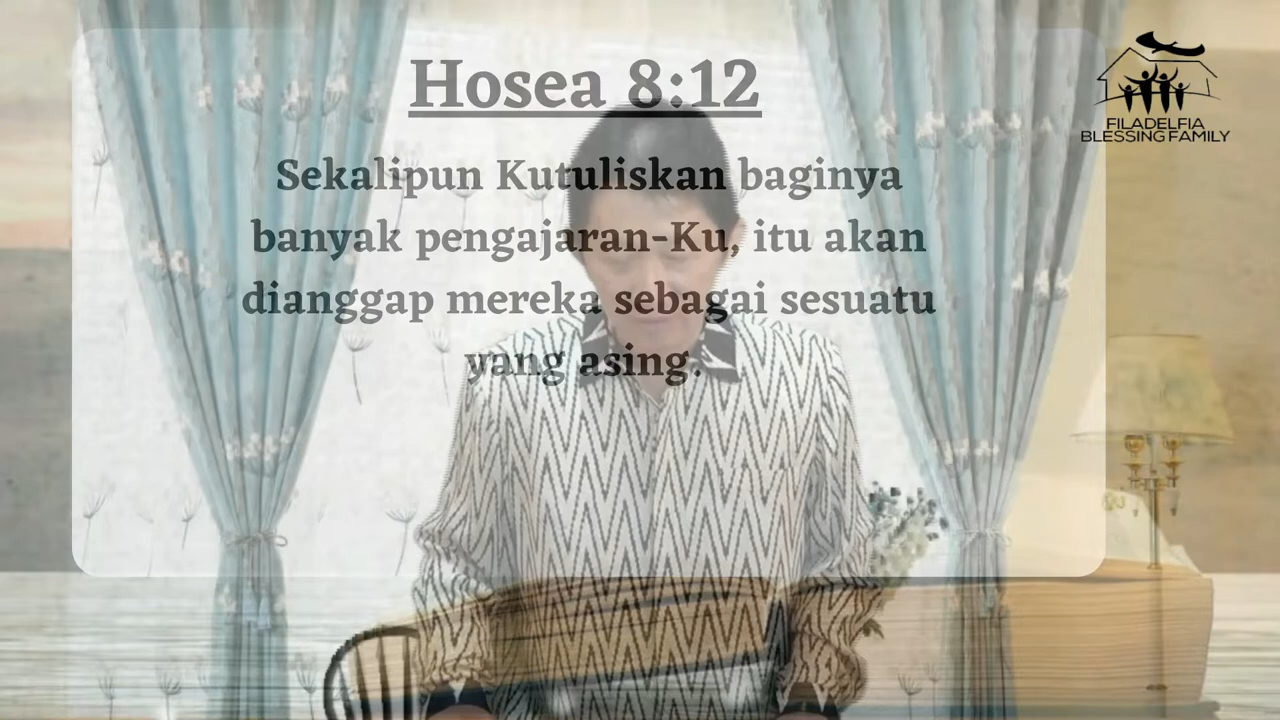 Hosea 8:12
Sekalipun Kutuliskan baginya
banyak pengajaran-Ku, itu akan
dianggap mereka sebagai sesuatu
yang asing.
FILADELFIA
BLESSING FAMILY